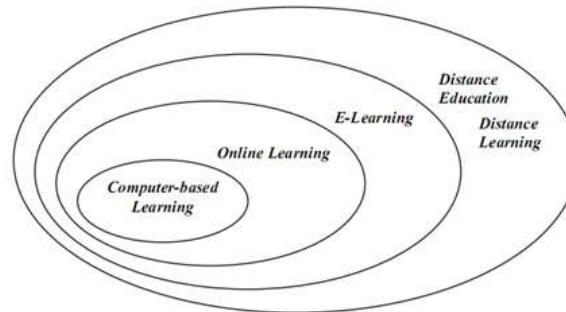 Distance
Education
E-Learning
Distance
Learning
Online Learning
Computer-based
Learning